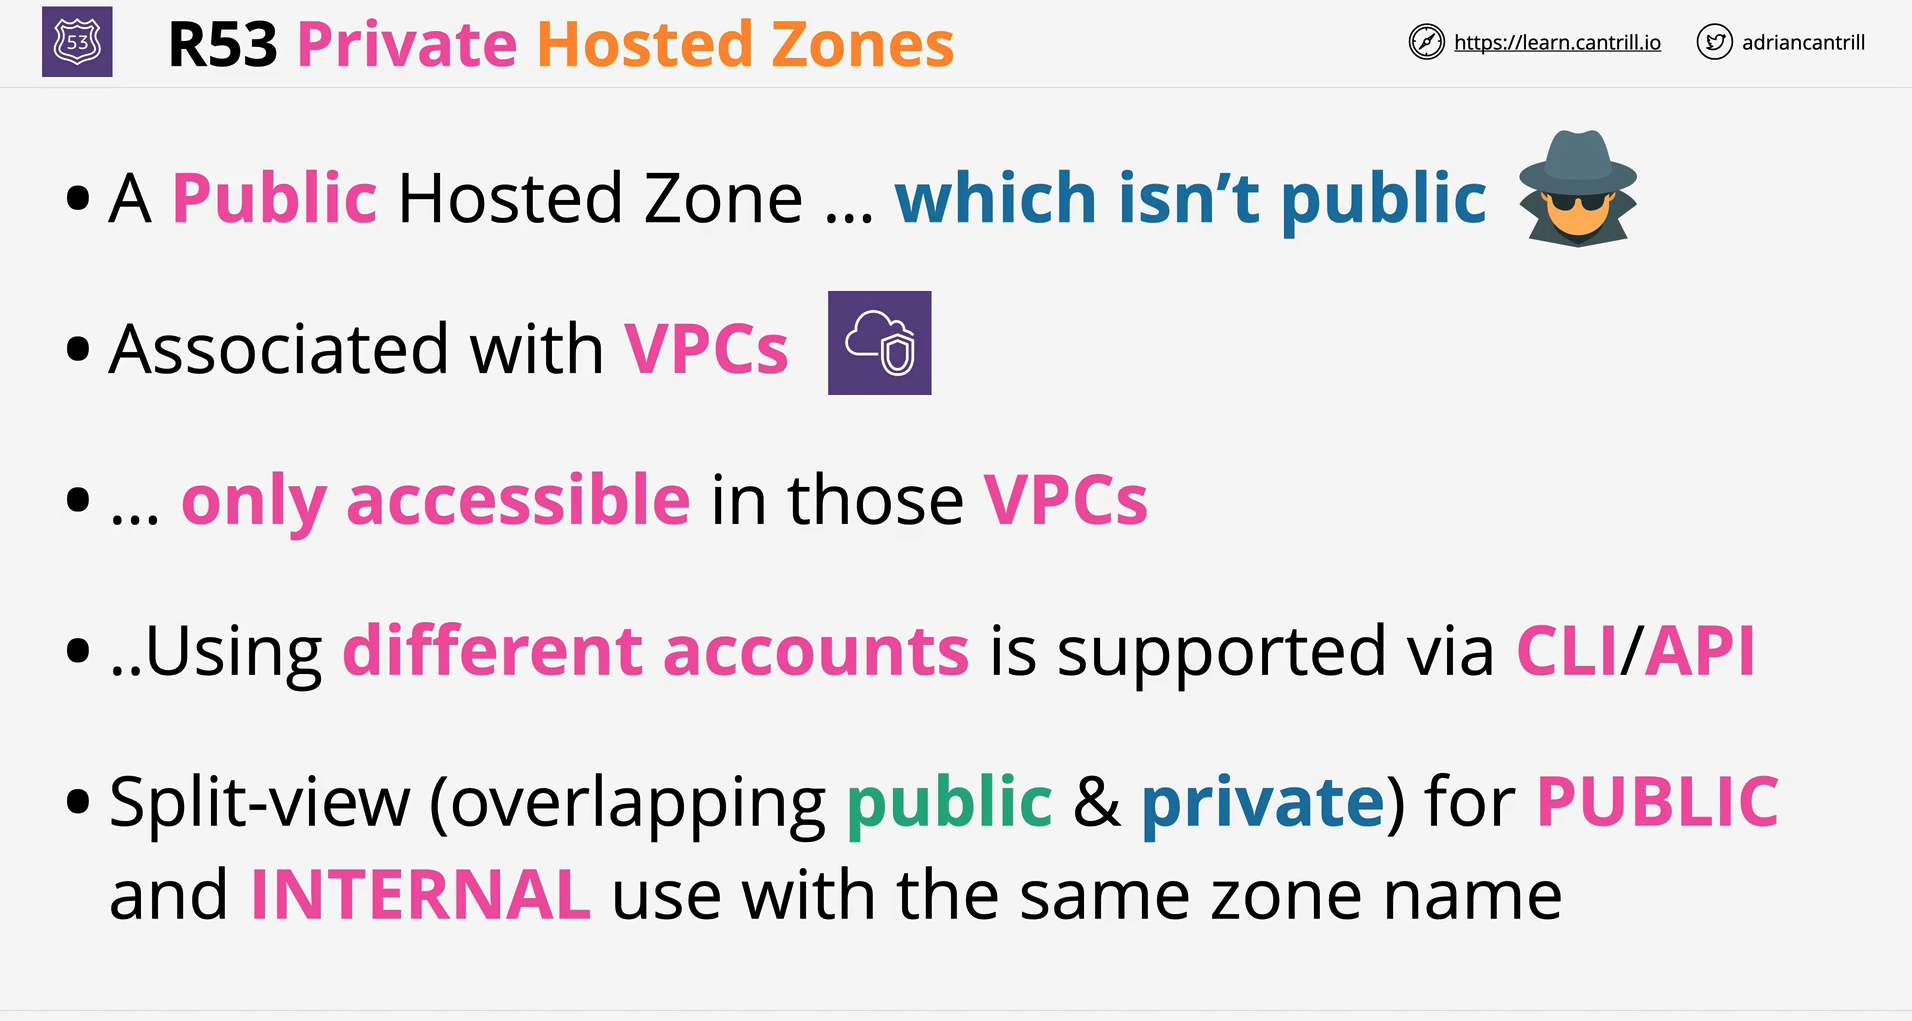 53
R53 Private Hosted Zones
https://learn.cantrill.io
adriancantrill
• A Public Hosted Zone ... which isn’t public
• Associated with VPCs
• ... only accessible in those VPCs
• ..Using different accounts is supported via CLI/API
• Split-view (overlapping public & private) for PUBLIC
and INTERNAL use with the same zone name